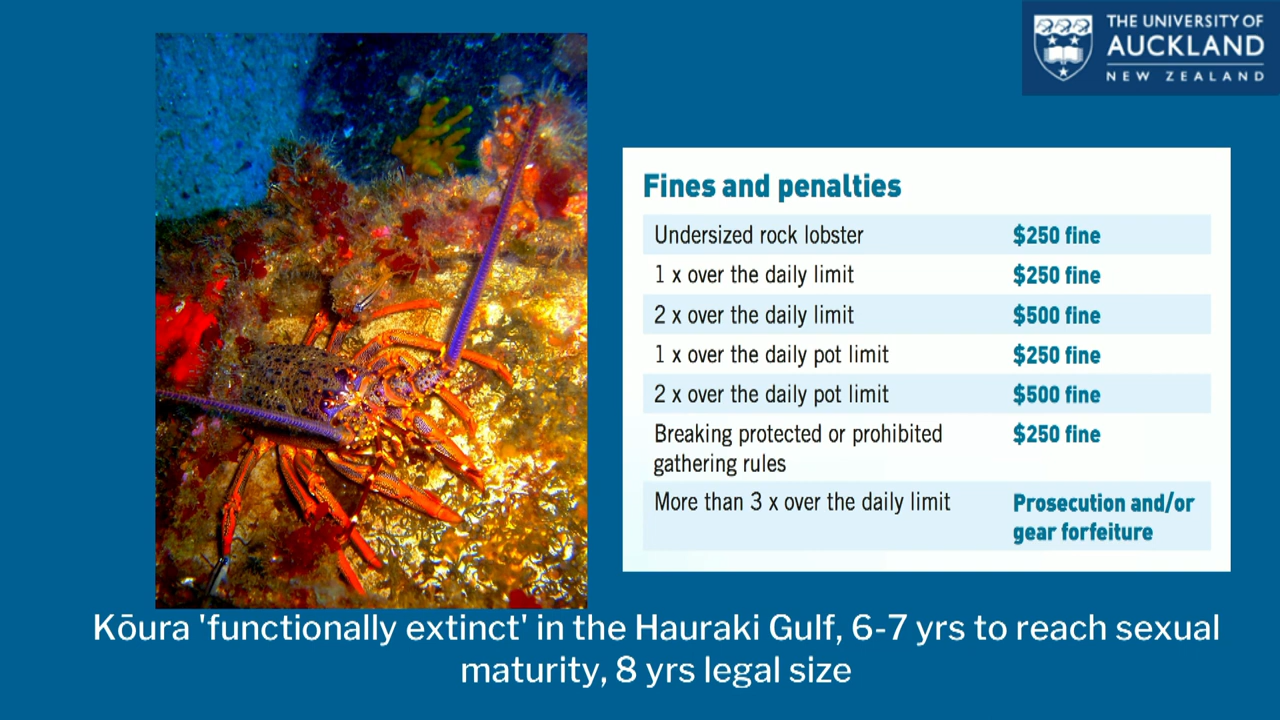 THE UNIVERSITY OF
AUCKLAND
NEW ZEALAND
Fines and penalties
Undersized rock lobster $250 fine
1 x over the daily limit $250 fine
2 x over the daily limit $500 fine
1 x over the daily pot limit $250 fine
2 x over the daily pot limit $500 fine
Breaking protected or prohibited $250 fine
gathering rules
More than 3 x over the daily limit Prosecution and/or
gear forfeiture
Kōura 'functionally extinct' in the Hauraki Gulf, 6-7 yrs to reach sexual
maturity, 8 yrs legal size